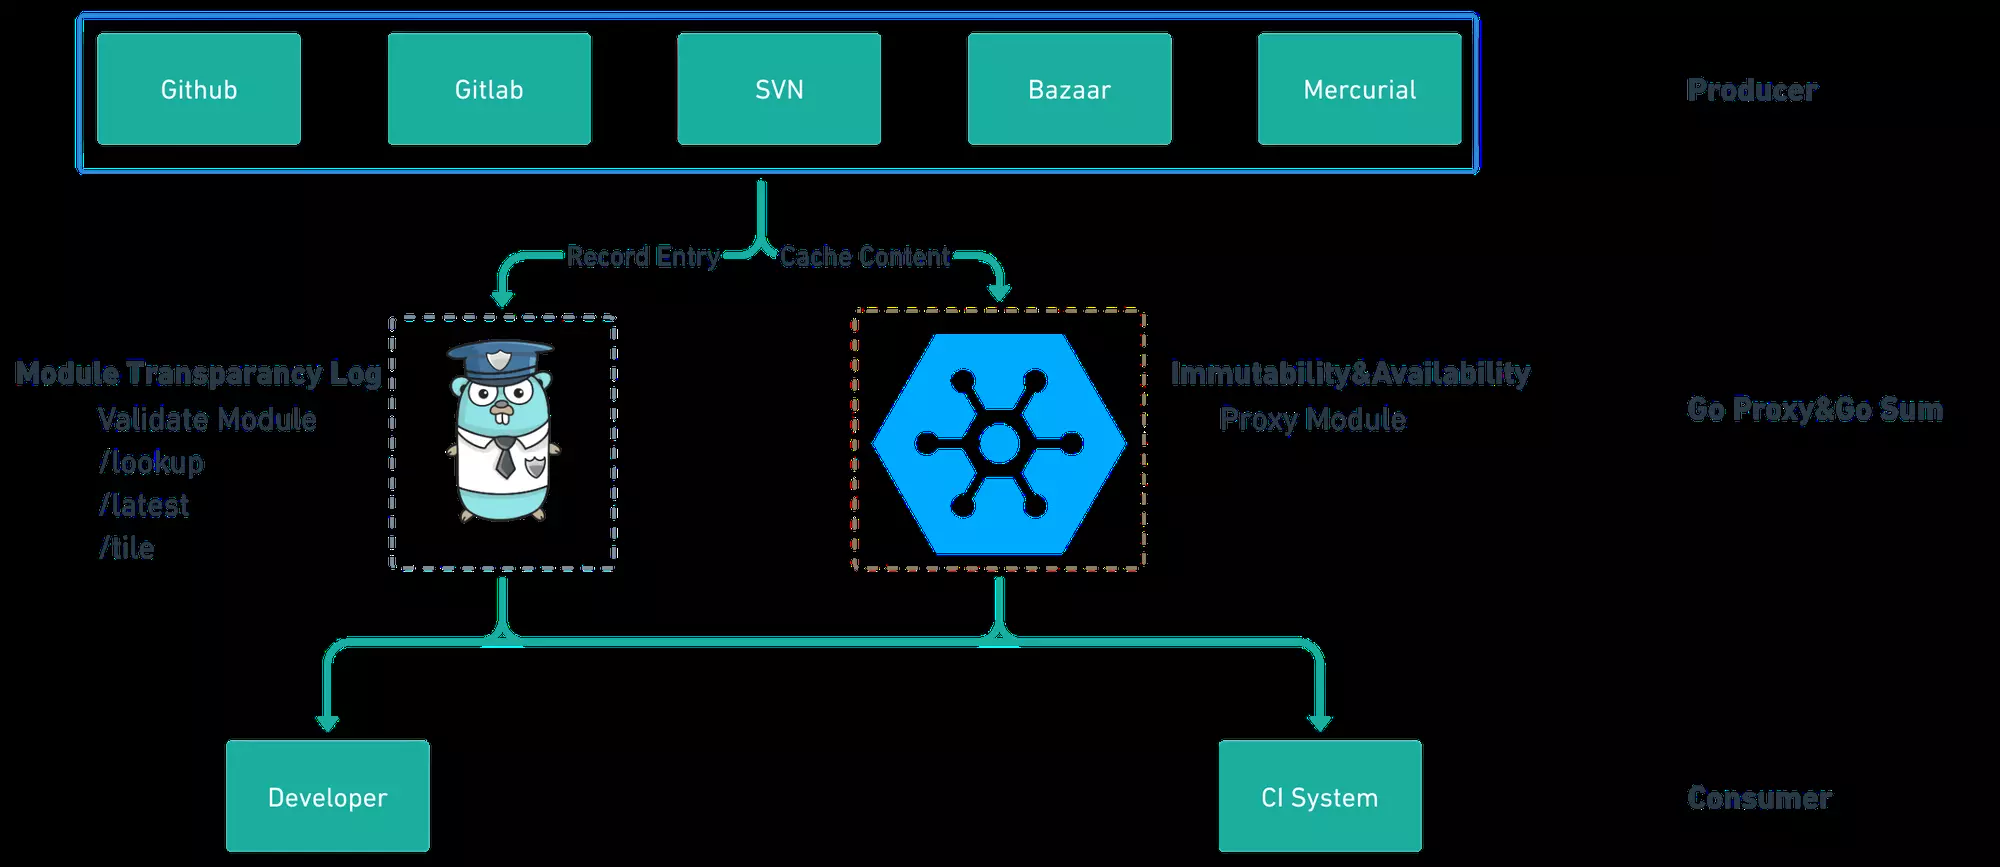 Github
Gitlab
SVN
Bazaar
Mercurial
Producer
Record Entry
Cache Content
Module Transparancy Log
Validate Module
/lookup
/latest
/tile
Immutability&Availability
Proxy Module
Go Proxy&Go Sum
Developer
CI System
Consumer